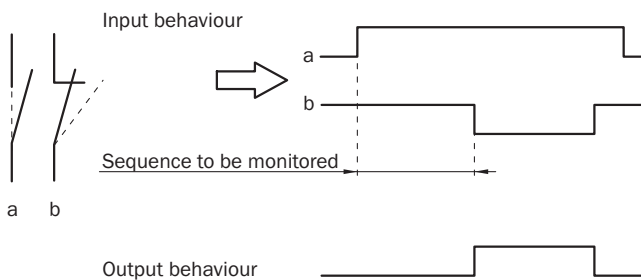 Input behaviour
a
b
Sequence to be monitored
a b
Output behaviour